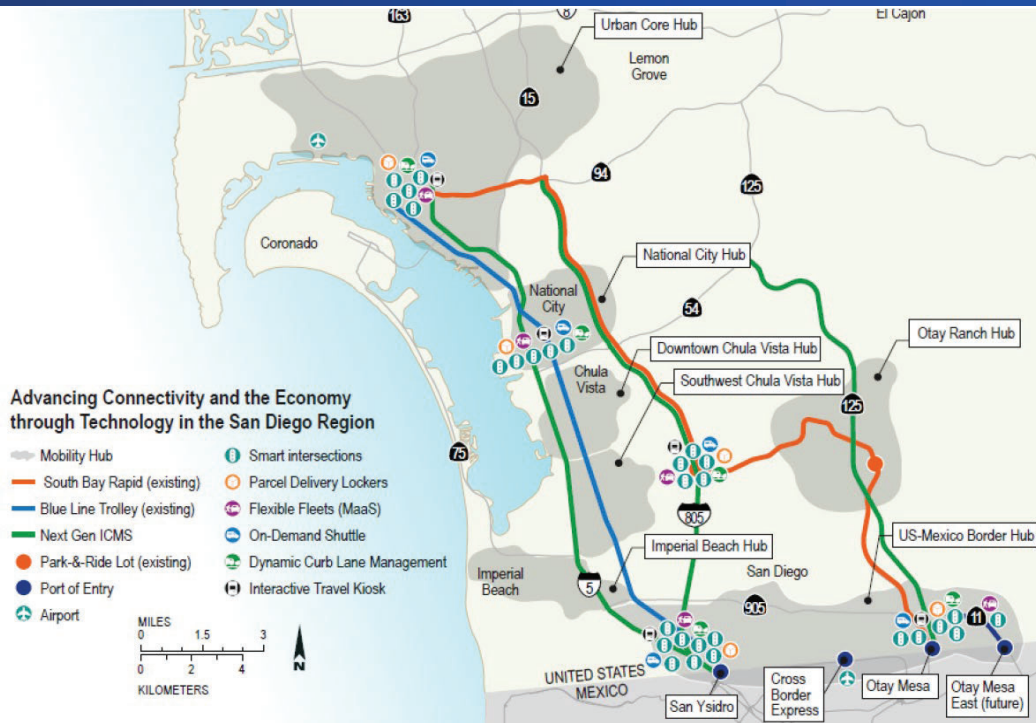 163
8
El Cajon
Urban Core Hub
Lemon
Grove
15
94
125
Coronado
National City Hub
National
City
54
Otay Ranch Hub
Downtown Chula Vista Hub
Chula
Vista
Southwest Chula Vista Hub
Advancing Connectivity and the Economy
through Technology in the San Diego Region
125
75
Mobility Hub
South Bay Rapid (existing)
Blue Line Trolley (existing)
Next Gen ICMS
Park-&-Ride Lot (existing)
Port of Entry
Airport
Smart intersections
Parcel Delivery Lockers
Flexible Fleets (MaaS)
On-Demand Shuttle
Dynamic Curb Lane Management
Interactive Travel Kiosk
805
US-Mexico Border Hub
Imperial Beach Hub
San Diego
Imperial
Beach
5
905
11
MILES
0 1.5 3
0 2 4
KILOMETERS
N
UNITED STATES
MEXICO
San Ysidro
Cross
Border
Express
Otay Mesa
Otay Mesa
East (future)